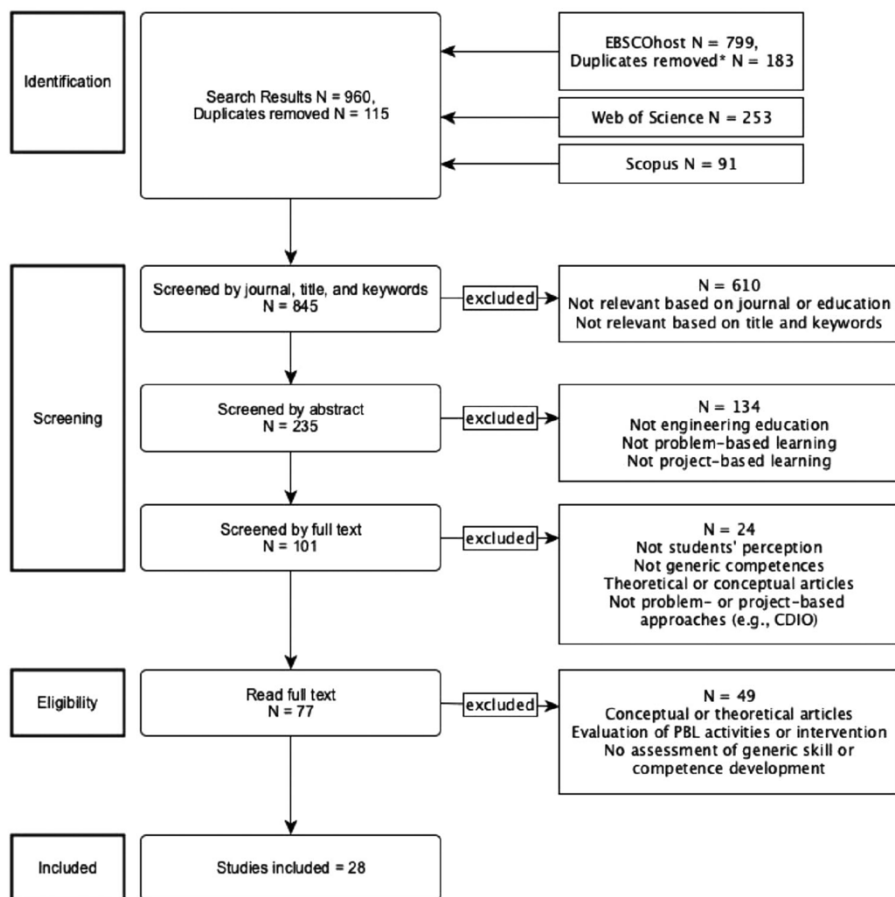 Identification
Search Results N = 960,
Duplicates removed N = 115
EBSCOhost N = 799,
Duplicates removed* N = 183
Web of Science N = 253
Scopus N = 91
Screening
Screened by journal, title, and keywords
N = 845
excluded
N = 610
Not relevant based on journal or education
Not relevant based on title and keywords
Screened by abstract
N = 235
excluded
N = 134
Not engineering education
Not problem-based learning
Not project-based learning
Screened by full text
N = 101
excluded
N = 24
Not students' perception
Not generic competences
Theoretical or conceptual articles
Not problem- or project-based
approaches (e.g., CDIO)
Eligibility
Read full text
N = 77
excluded
N = 49
Conceptual or theoretical articles
Evaluation of PBL activities or intervention
No assessment of generic skill or
competence development
Included
Studies included = 28